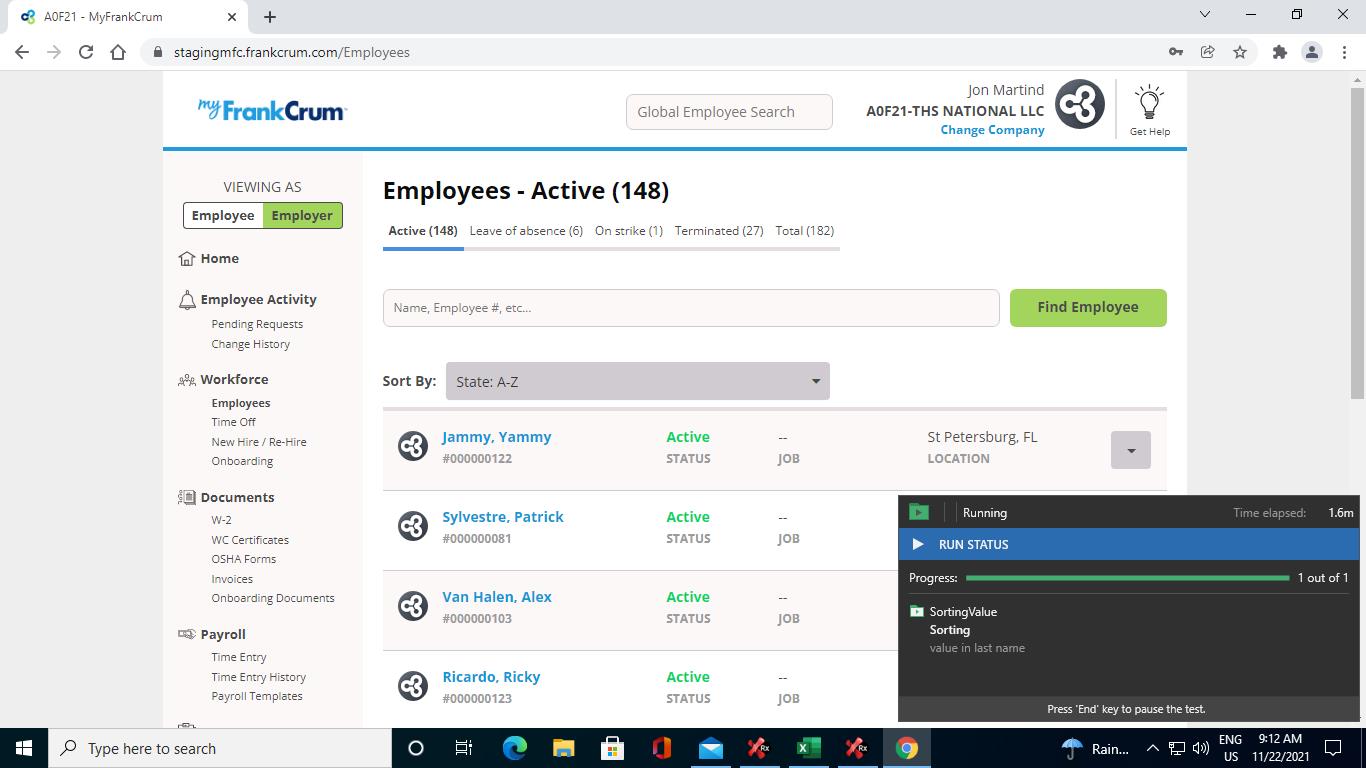 A0F21 - MyFrankCrum
stagingmfc.frankcrum.com/Employees
myFrankCrum
Global Employee Search
Jon Martind
A0F21-THS NATIONAL LLC
Change Company
Get Help
VIEWING AS
Employee Employer
Home
Employee Activity
Pending Requests
Change History
Workforce
Employees
Time Off
New Hire / Re-Hire
Onboarding
Documents
W-2
WC Certificates
OSHA Forms
Invoices
Onboarding Documents
Payroll
Time Entry
Time Entry History
Payroll Templates
Employees - Active (148)
Active (148) Leave of absence (6) On strike (1) Terminated (27) Total (182)
Name, Employee #, etc...
Find Employee
Sort By: State: A-Z
Jammy, Yammy Active -- St Petersburg, FL
#000000122 STATUS JOB LOCATION
Sylvestre, Patrick Active --
#000000081 STATUS JOB
Van Halen, Alex Active --
#000000103 STATUS JOB
Ricardo, Ricky Active --
#000000123 STATUS JOB
Running Time elapsed: 1.6m
RUN STATUS
Progress: 1 out of 1
SortingValue
Sorting
value in last name
Press 'End' key to pause the test.
Type here to search
Rx
Rx
Rain...
ENG
US
9:12 AM
11/22/2021